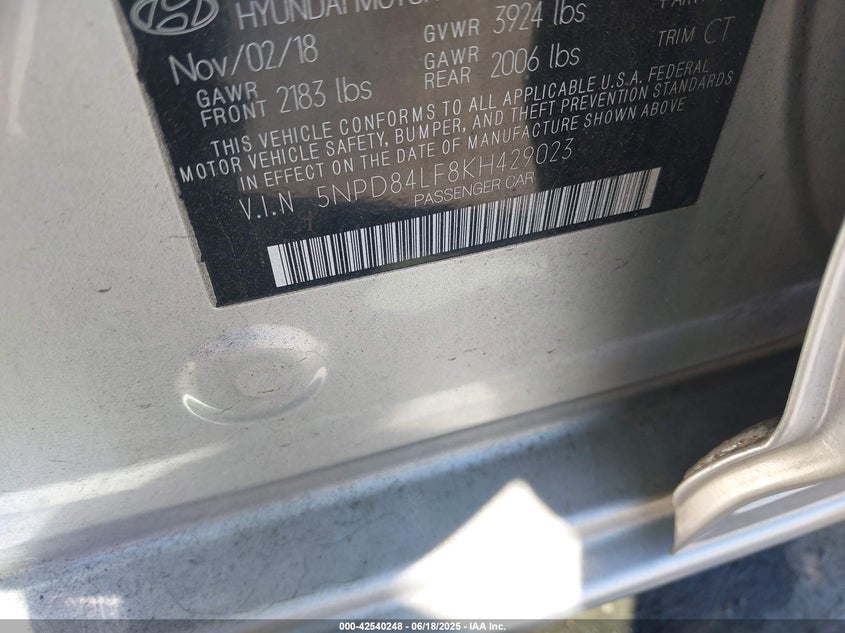 HYUNDAI MOTOR
Nov/02/18 GVWR 3924 lbs
GAWR FRONT 2183 lbs GAWR REAR 2006 lbs TRIM CT
THIS VEHICLE CONFORMS TO ALL APPLICABLE U.S.A. FEDERAL
MOTOR VEHICLE SAFETY, BUMPER, AND THEFT PREVENTION STANDARDS
IN EFFECT ON THE DATE OF MANUFACTURE SHOWN ABOVE
V.I.N 5NPD84LF8KH429023
PASSENGER CAR
000-42540248 - 06/18/2025 - IAA Inc.